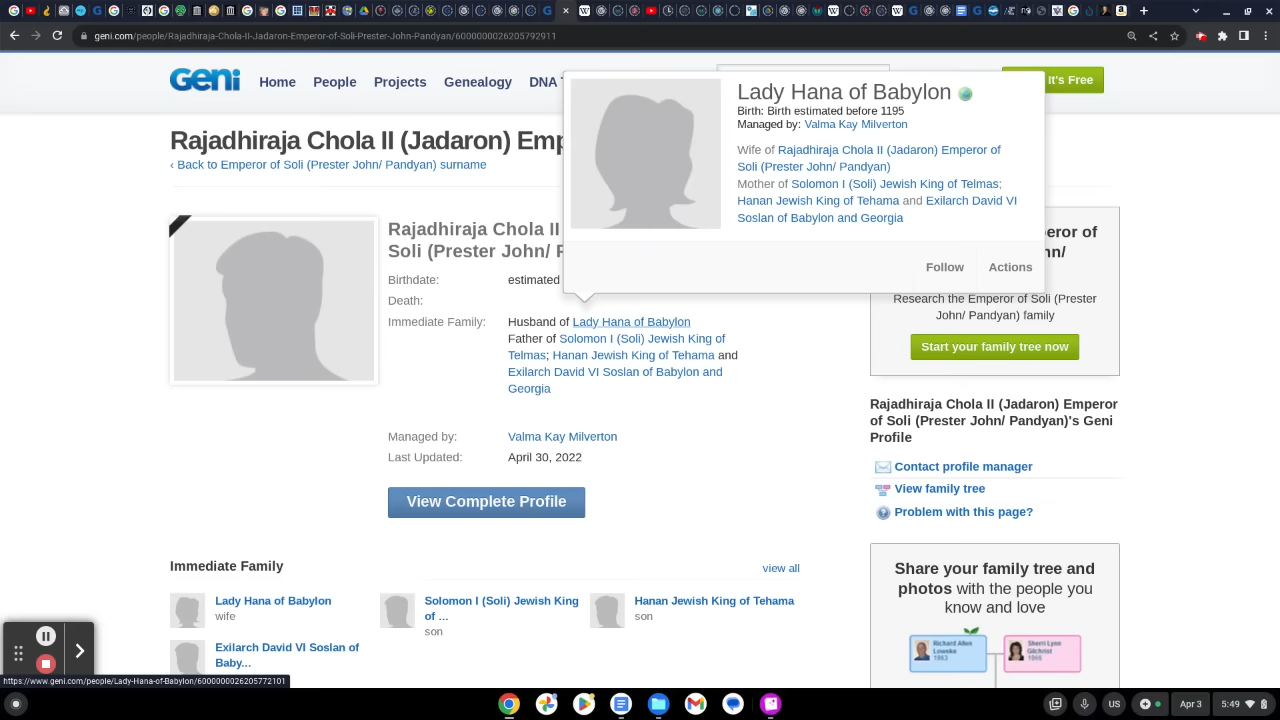 geni.com/people/Rajadhiraja-Chola-II-Jadaron-Emperor-of-Soli-Prester-John-Pandyan/6000000026205792911
Geni
Home People Projects Genealogy DNA
It's Free
Rajadhiraja Chola II (Jadaron) Emp
‹ Back to Emperor of Soli (Prester John/ Pandyan) surname
Lady Hana of Babylon
Birth: Birth estimated before 1195
Managed by: Valma Kay Milverton
Wife of Rajadhiraja Chola II (Jadaron) Emperor of
Soli (Prester John/ Pandyan)
Mother of Solomon I (Soli) Jewish King of Telmas;
Hanan Jewish King of Tehama and Exilarch David VI
Soslan of Babylon and Georgia
Follow Actions
Rajadhiraja Chola II
Soli (Prester John/
Birthdate: estimated
Death:
Immediate Family: Husband of Lady Hana of Babylon
Father of Solomon I (Soli) Jewish King of
Telmas; Hanan Jewish King of Tehama and
Exilarch David VI Soslan of Babylon and
Georgia
Managed by: Valma Kay Milverton
Last Updated: April 30, 2022
View Complete Profile
Immediate Family
view all
Lady Hana of Babylon
wife
Solomon I (Soli) Jewish King
of ...
son
Hanan Jewish King of Tehama
son
Exilarch David VI Soslan of
Baby...
of
Research the Emperor of Soli (Prester
John/ Pandyan) family
Start your family tree now
Rajadhiraja Chola II (Jadaron) Emperor
of Soli (Prester John/ Pandyan)'s Geni
Profile
Contact profile manager
View family tree
Problem with this page?
Share your family tree and
photos with the people you
know and love
Richard Allen
1963
Sherri Lynn
Gilchrist
1966
https://www.geni.com/people/Lady-Hana-of-Babylon/6000000026205772101
US
Apr 3
5:49